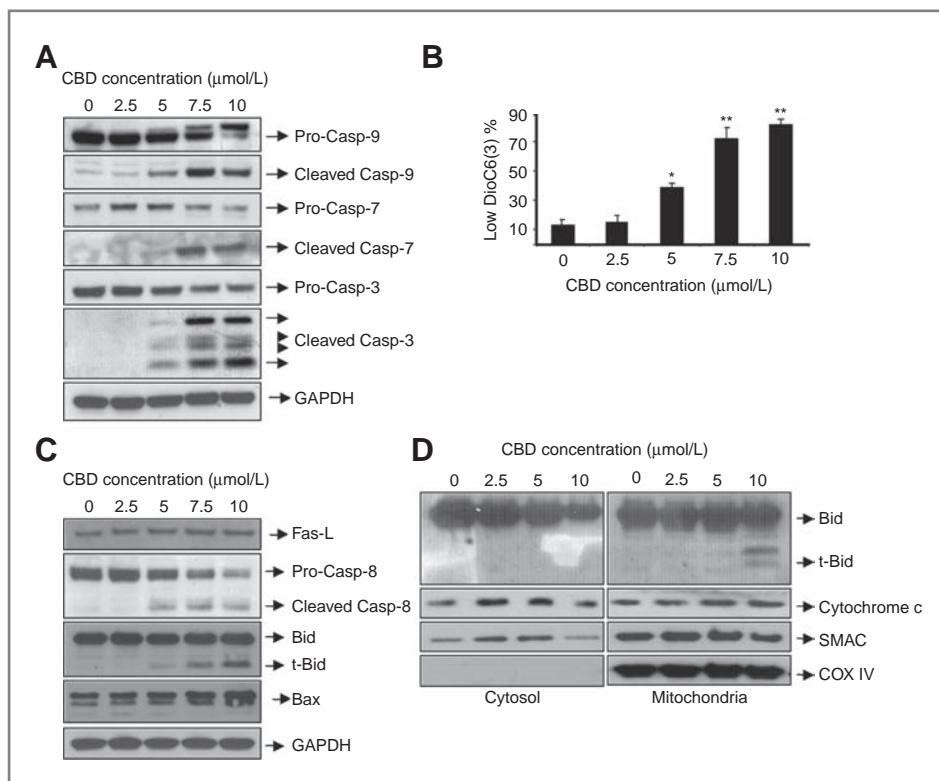 A
CBD concentration (μmol/L)
0 2.5 5 7.5 10
Pro-Casp-9
Cleaved Casp-9
Pro-Casp-7
Cleaved Casp-7
Pro-Casp-3
Cleaved Casp-3
GAPDH
B
Low DioC6(3) %
90
70
50
30
10
** 
**
*
0 2.5 5 7.5 10
CBD concentration (μmol/L)
C
CBD concentration (μmol/L)
0 2.5 5 7.5 10
Fas-L
Pro-Casp-8
Cleaved Casp-8
Bid
t-Bid
Bax
GAPDH
D
CBD concentration (μmol/L)
0 2.5 5 10 0 2.5 5 10
Bid
t-Bid
Cytochrome c
SMAC
COX IV
Cytosol Mitochondria